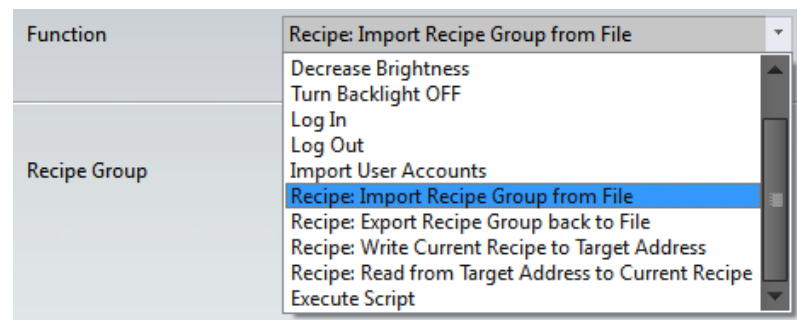 Function
Recipe: Import Recipe Group from File
Decrease Brightness
Turn Backlight OFF
Log In
Log Out
Recipe Group
Import User Accounts
Recipe: Import Recipe Group from File
Recipe: Export Recipe Group back to File
Recipe: Write Current Recipe to Target Address
Recipe: Read from Target Address to Current Recipe
Execute Script